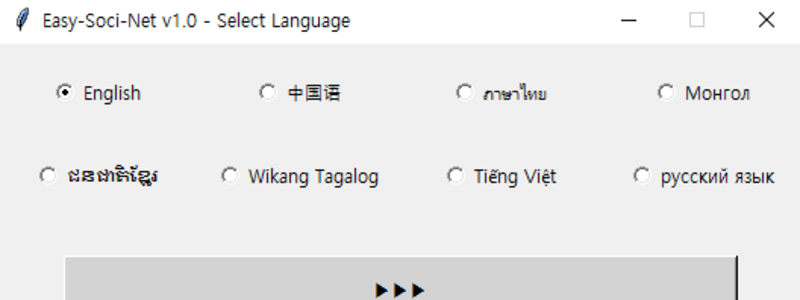 Easy-Soci-Net v1.0 - Select Language
English 中国语 ภาษาไทย Монгол
ជនជាតិខ្មែរ Wikang Tagalog Tiếng Việt русский язык
▶▶▶